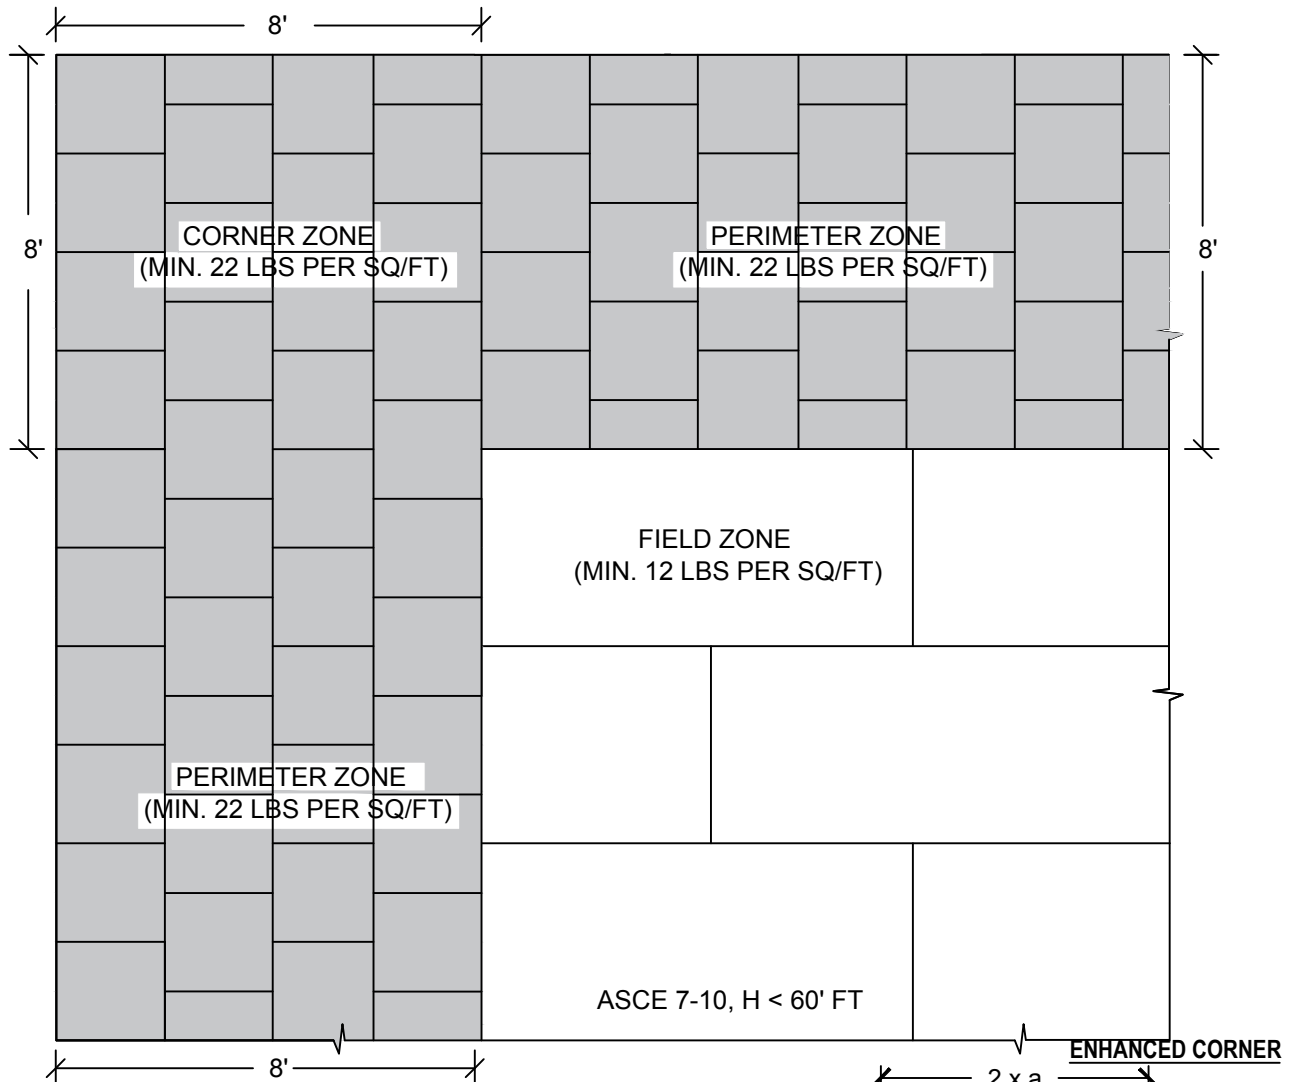 8'
8'
8'
CORNER ZONE
(MIN. 22 LBS PER SQ/FT)
PERIMETER ZONE
(MIN. 22 LBS PER SQ/FT)
FIELD ZONE
(MIN. 12 LBS PER SQ/FT)
PERIMETER ZONE
(MIN. 22 LBS PER SQ/FT)
ASCE 7-10, H < 60' FT
ENHANCED CORNER
8'
2 x a